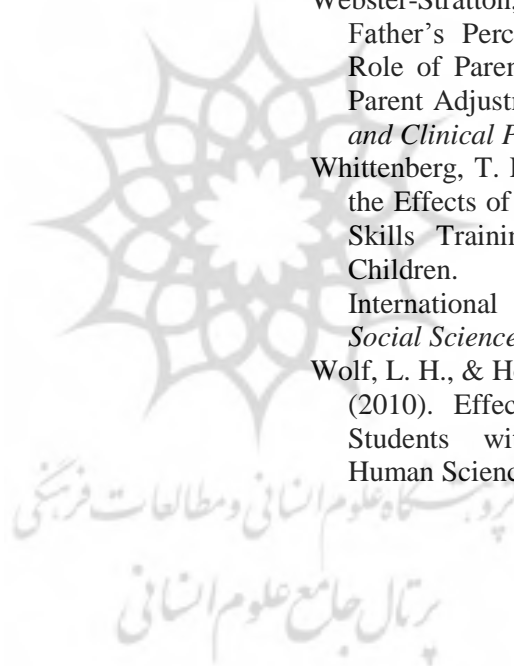 Webster-Stratton,
Father's Perc
Role of Paren
Parent Adjustr
and Clinical P
Whittenberg, T. 
the Effects of
Skills Trainin
Children.
International
Social Science
Wolf, L. H., & He
(2010). Effec
Students wi
Human Scienc
پژوهشگاه علوم انسانی و مطالعات فرهنگی
پرتال جامع علوم انسانی